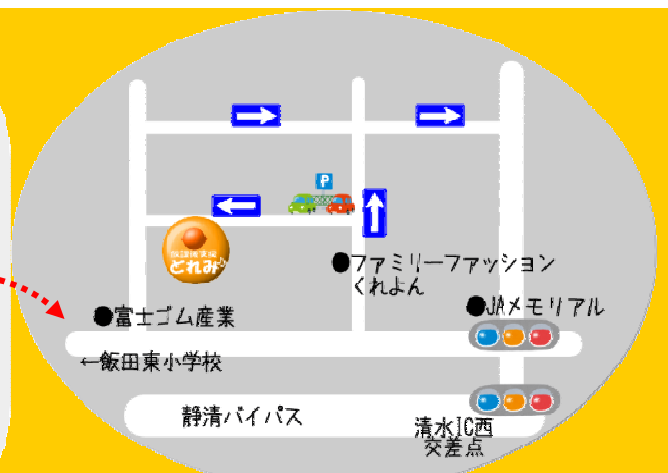 P
どれみ♪
●ファミリーファッション
くれよん
●JAメモリアル
●富士ゴム産業
←飯田東小学校
静清バイパス
清水IC西
交差点